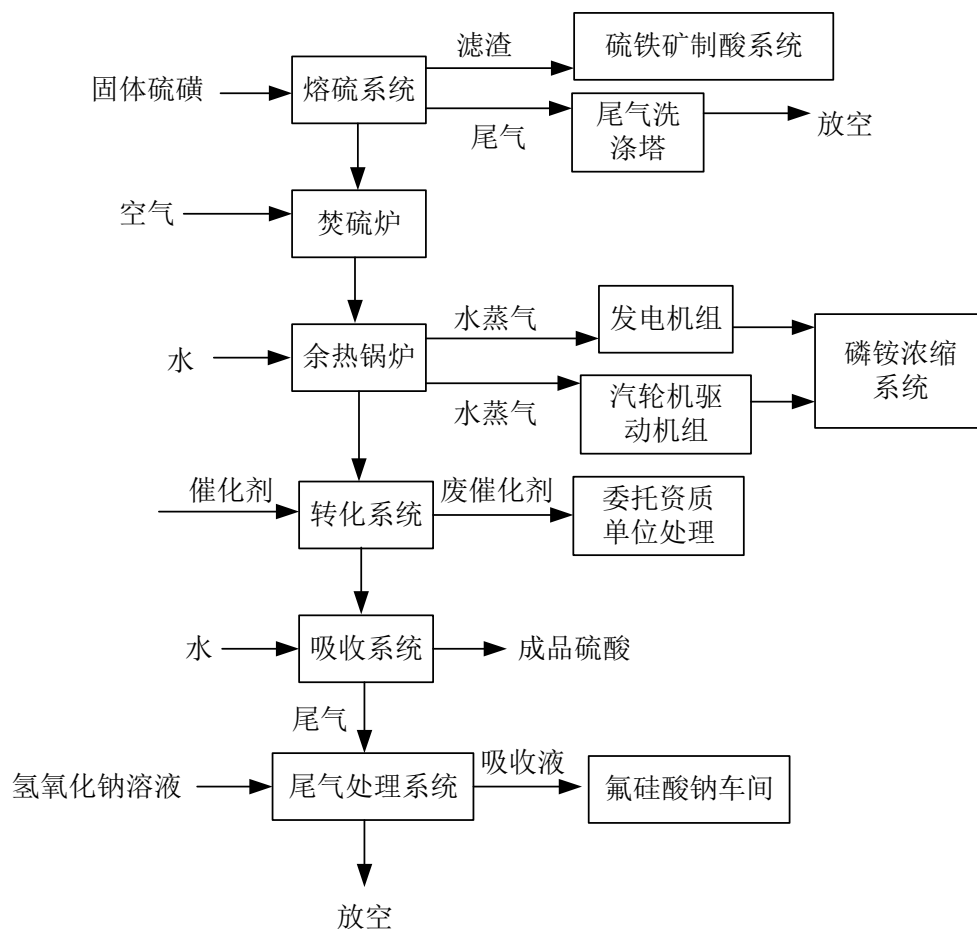 滤渣
硫铁矿制酸系统
固体硫磺
熔硫系统
尾气
尾气洗
涤塔
放空
空气
焚硫炉
水
余热锅炉
水蒸气
发电机组
水蒸气
汽轮机驱
动机组
磷铵浓缩
系统
催化剂
转化系统
废催化剂
委托资质
单位处理
水
吸收系统
成品硫酸
尾气
氢氧化钠溶液
尾气处理系统
吸收液
氟硅酸钠车间
放空